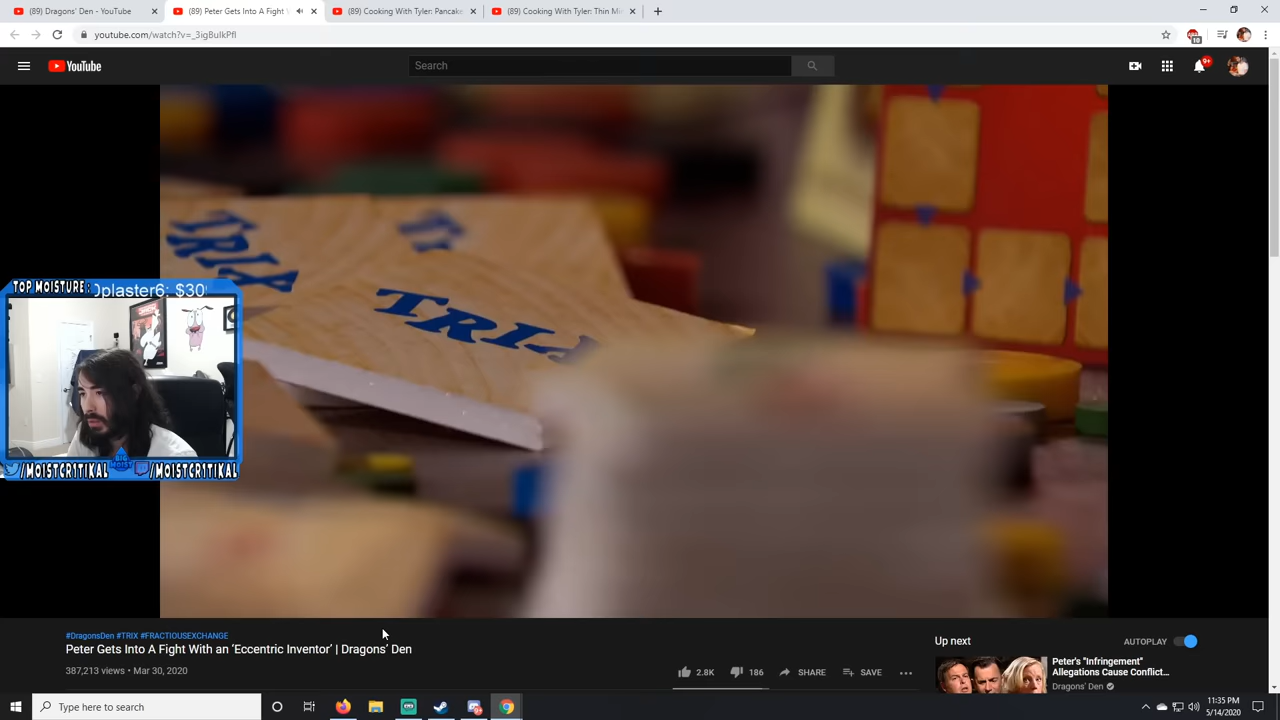 (89) Dragons' Den - YouTube
(89) Peter Gets Into A Fight
(89) Cooking With Tyler: Pancake
(89) Cooking With Tyler: Thin Mi
youtube.com/watch?v=_3igBulkPfI
10
YouTube
Search
9+
TRIX
TRIX
TOP MOISTURE :
plaster6: $30
BIG
MOIST
/MOISTCR1TIKAL
/MOISTCR1TIKAL
#DragonsDen #TRIX #FRACTIOUSEXCHANGE
Peter Gets Into A Fight With an ‘Eccentric Inventor’ | Dragons’ Den
387,213 views • Mar 30, 2020
2.8K
186
SHARE
SAVE
Up next
AUTOPLAY
Peter's "Infringement"
Allegations Cause Conflict...
Dragons' Den
Type here to search
11:35 PM
5/14/2020